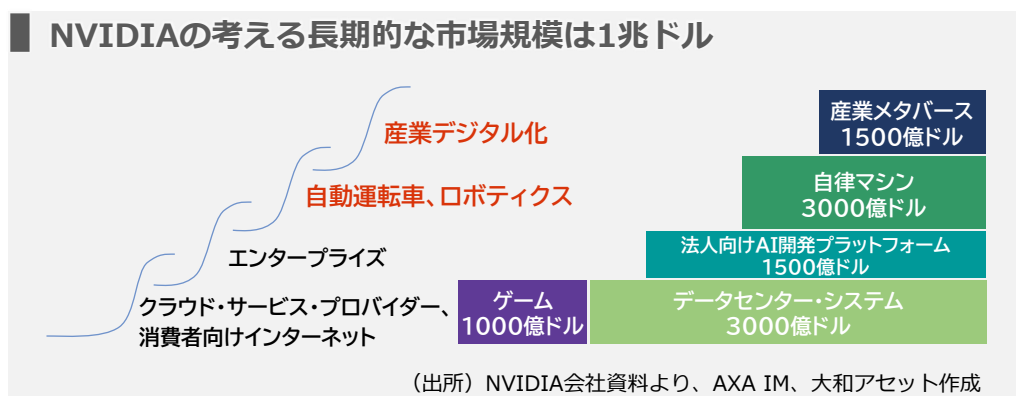 NVIDIAの考える長期的な市場規模は1兆ドル
産業デジタル化
産業メタバース
1500億ドル
自動運転車、ロボティクス
自律マシン
3000億ドル
エンタープライズ
法人向けAI開発プラットフォーム
1500億ドル
クラウド・サービス・プロバイダー、
消費者向けインターネット
ゲーム
1000億ドル
データセンター・システム
3000億ドル
（出所）NVIDIA会社資料より、AXA IM、大和アセット作成